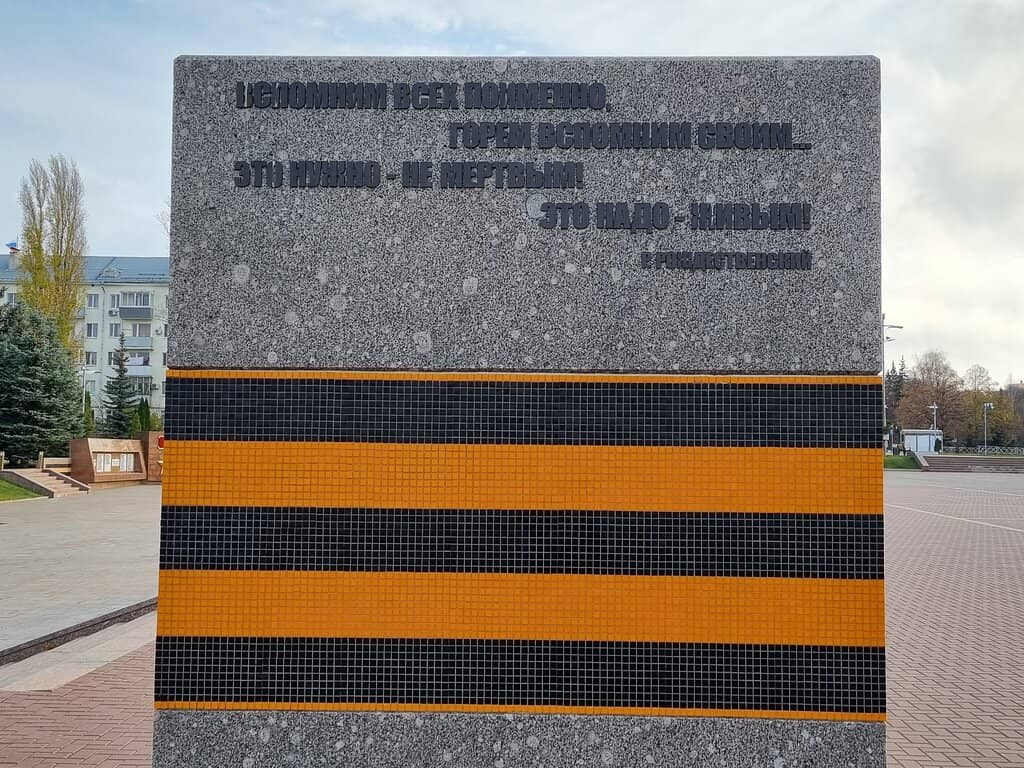 ВСПОМНИМ ВСЕХ ПОИМЕННО,
ГОРЕМ ВСПОМНИМ СВОИМ...
ЭТО НУЖНО - НЕ МЕРТВЫМ!
ЭТО НАДО - ЖИВЫМ!
Р. РОЖДЕСТВЕНСКИЙ